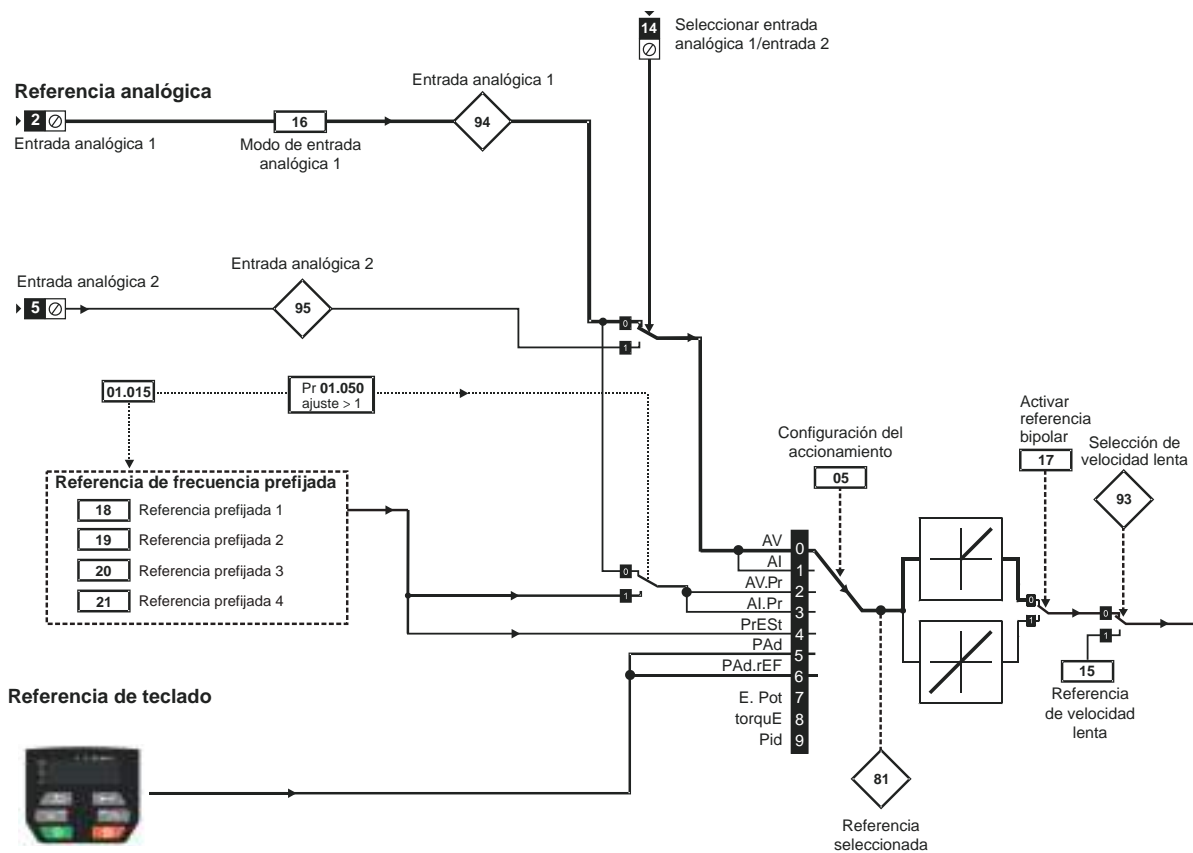 14
Seleccionar entrada
analógica 1/entrada 2
Referencia analógica
Entrada analógica 1
2
16
94
Entrada analógica 1
Modo de entrada
analógica 1
Entrada analógica 2
Entrada analógica 2
5
95
0
1
01.015
Pr 01.050
ajuste > 1
Referencia de frecuencia prefijada
18 Referencia prefijada 1
19 Referencia prefijada 2
20 Referencia prefijada 3
21 Referencia prefijada 4
0
1
AV 0
AI 1
AV.Pr 2
AI.Pr 3
PrESt 4
PAd 5
PAd.rEF 6
E. Pot 7
torquE 8
Pid 9
Configuración del
accionamiento
05
Activar
referencia
bipolar
17
Selección de
velocidad lenta
93
0
1
0
1
15
Referencia
de velocidad
lenta
81
Referencia
seleccionada
Referencia de teclado